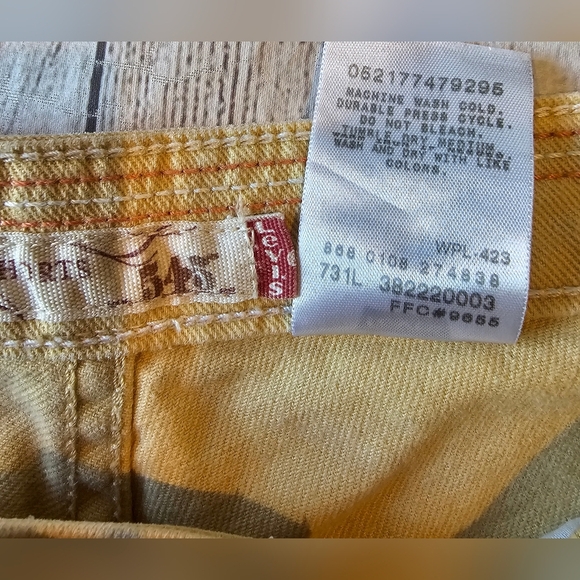 052177479295
MACHINE WASH COLD.
DURABLE PRESS CYCLE.
DO NOT BLEACH.
TUMBLE DRY MEDIUM.
WASH AND DRY WITH LIKE
COLORS.
WPL-423
668 0108 274838
731L 382220003
FFC#9655
SHORTS 545
Levi's